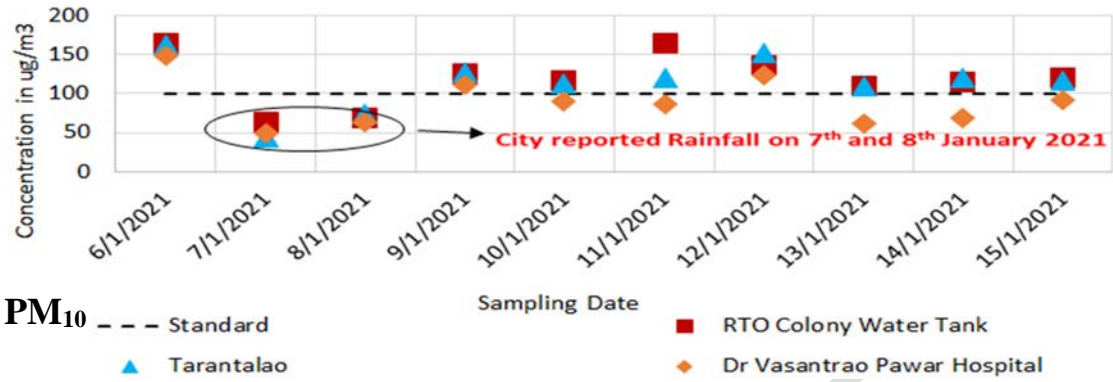 200
150
100
50
0
Concentration in ug/m3
City reported Rainfall on 7th and 8th January 2021
6/1/2021
7/1/2021
8/1/2021
9/1/2021
10/1/2021
11/1/2021
12/1/2021
13/1/2021
14/1/2021
15/1/2021
Sampling Date
PM10
Standard
RTO Colony Water Tank
Tarantalao
Dr Vasantrao Pawar Hospital